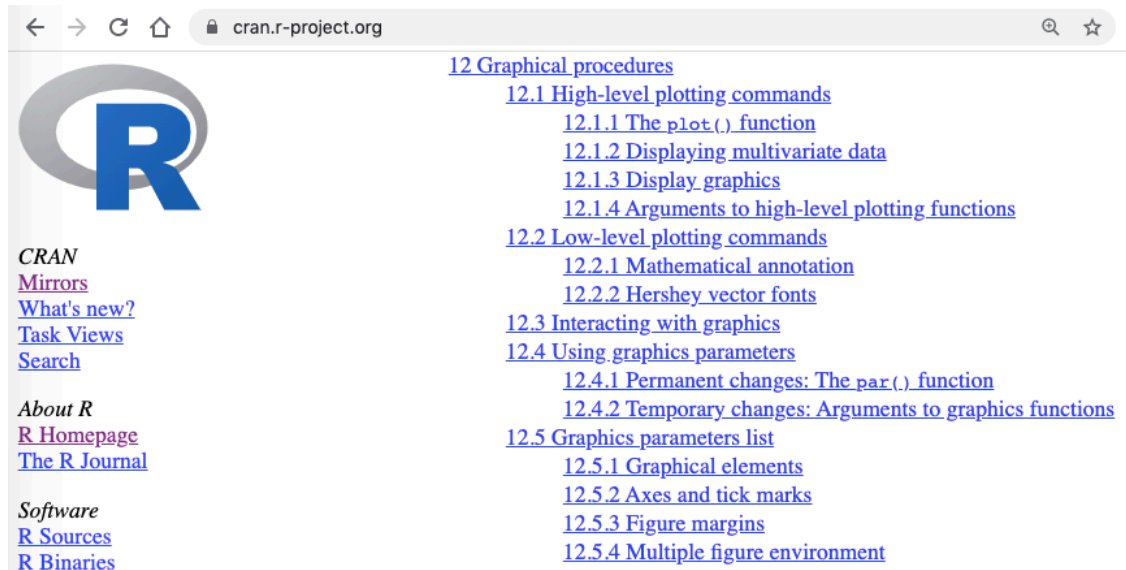 cran.r-project.org
R
CRAN
Mirrors
What's new?
Task Views
Search
About R
R Homepage
The R Journal
Software
R Sources
R Binaries
12 Graphical procedures
12.1 High-level plotting commands
12.1.1 The plot() function
12.1.2 Displaying multivariate data
12.1.3 Display graphics
12.1.4 Arguments to high-level plotting functions
12.2 Low-level plotting commands
12.2.1 Mathematical annotation
12.2.2 Hershey vector fonts
12.3 Interacting with graphics
12.4 Using graphics parameters
12.4.1 Permanent changes: The par() function
12.4.2 Temporary changes: Arguments to graphics functions
12.5 Graphics parameters list
12.5.1 Graphical elements
12.5.2 Axes and tick marks
12.5.3 Figure margins
12.5.4 Multiple figure environment